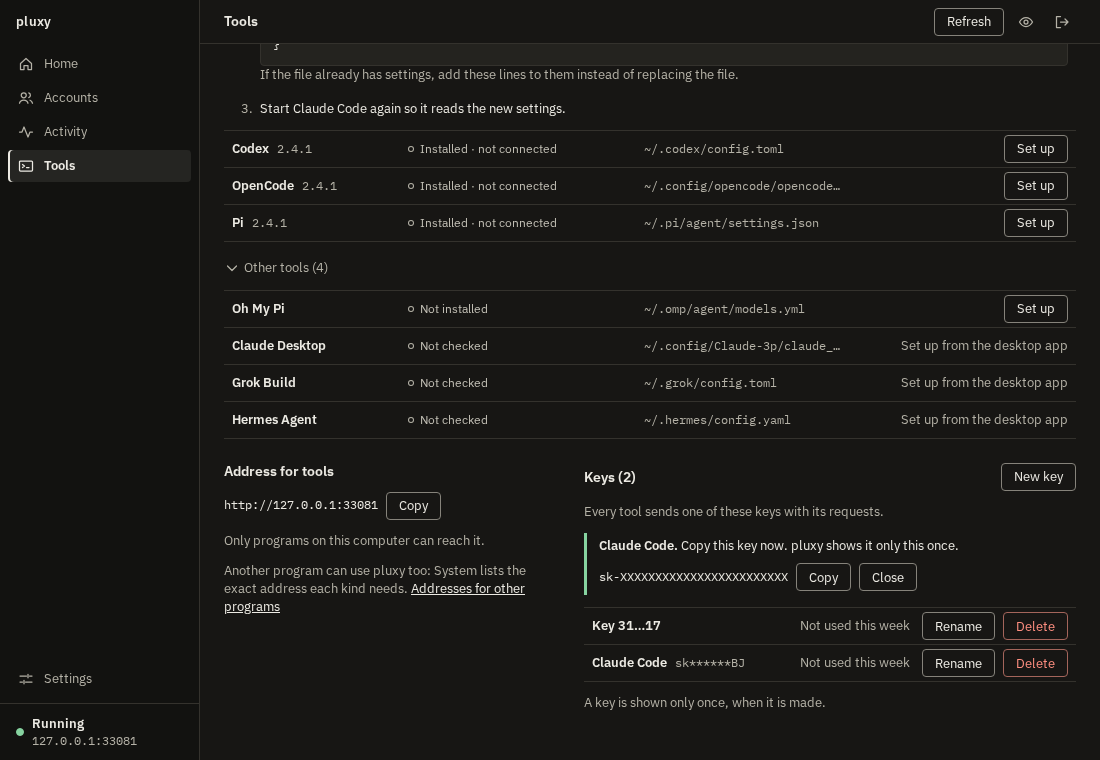 pluxy
Home
Accounts
Activity
Tools
Settings
Running
127.0.0.1:33081
Tools
Refresh
}
If the file already has settings, add these lines to them instead of replacing the file.
3. Start Claude Code again so it reads the new settings.
Codex 2.4.1 Installed · not connected ~/.codex/config.toml Set up
OpenCode 2.4.1 Installed · not connected ~/.config/opencode/opencode… Set up
Pi 2.4.1 Installed · not connected ~/.pi/agent/settings.json Set up
Other tools (4)
Oh My Pi Not installed ~/.omp/agent/models.yml Set up
Claude Desktop Not checked ~/.config/Claude-3p/claude_… Set up from the desktop app
Grok Build Not checked ~/.grok/config.toml Set up from the desktop app
Hermes Agent Not checked ~/.hermes/config.yaml Set up from the desktop app
Address for tools
http://127.0.0.1:33081 Copy
Only programs on this computer can reach it.
Another program can use pluxy too: System lists the
exact address each kind needs. Addresses for other
programs
Keys (2) New key
Every tool sends one of these keys with its requests.
Claude Code. Copy this key now. pluxy shows it only this once.
sk-XXXXXXXXXXXXXXXXXXXXXXXX Copy Close
Key 31…17 Not used this week Rename Delete
Claude Code sk******BJ Not used this week Rename Delete
A key is shown only once, when it is made.